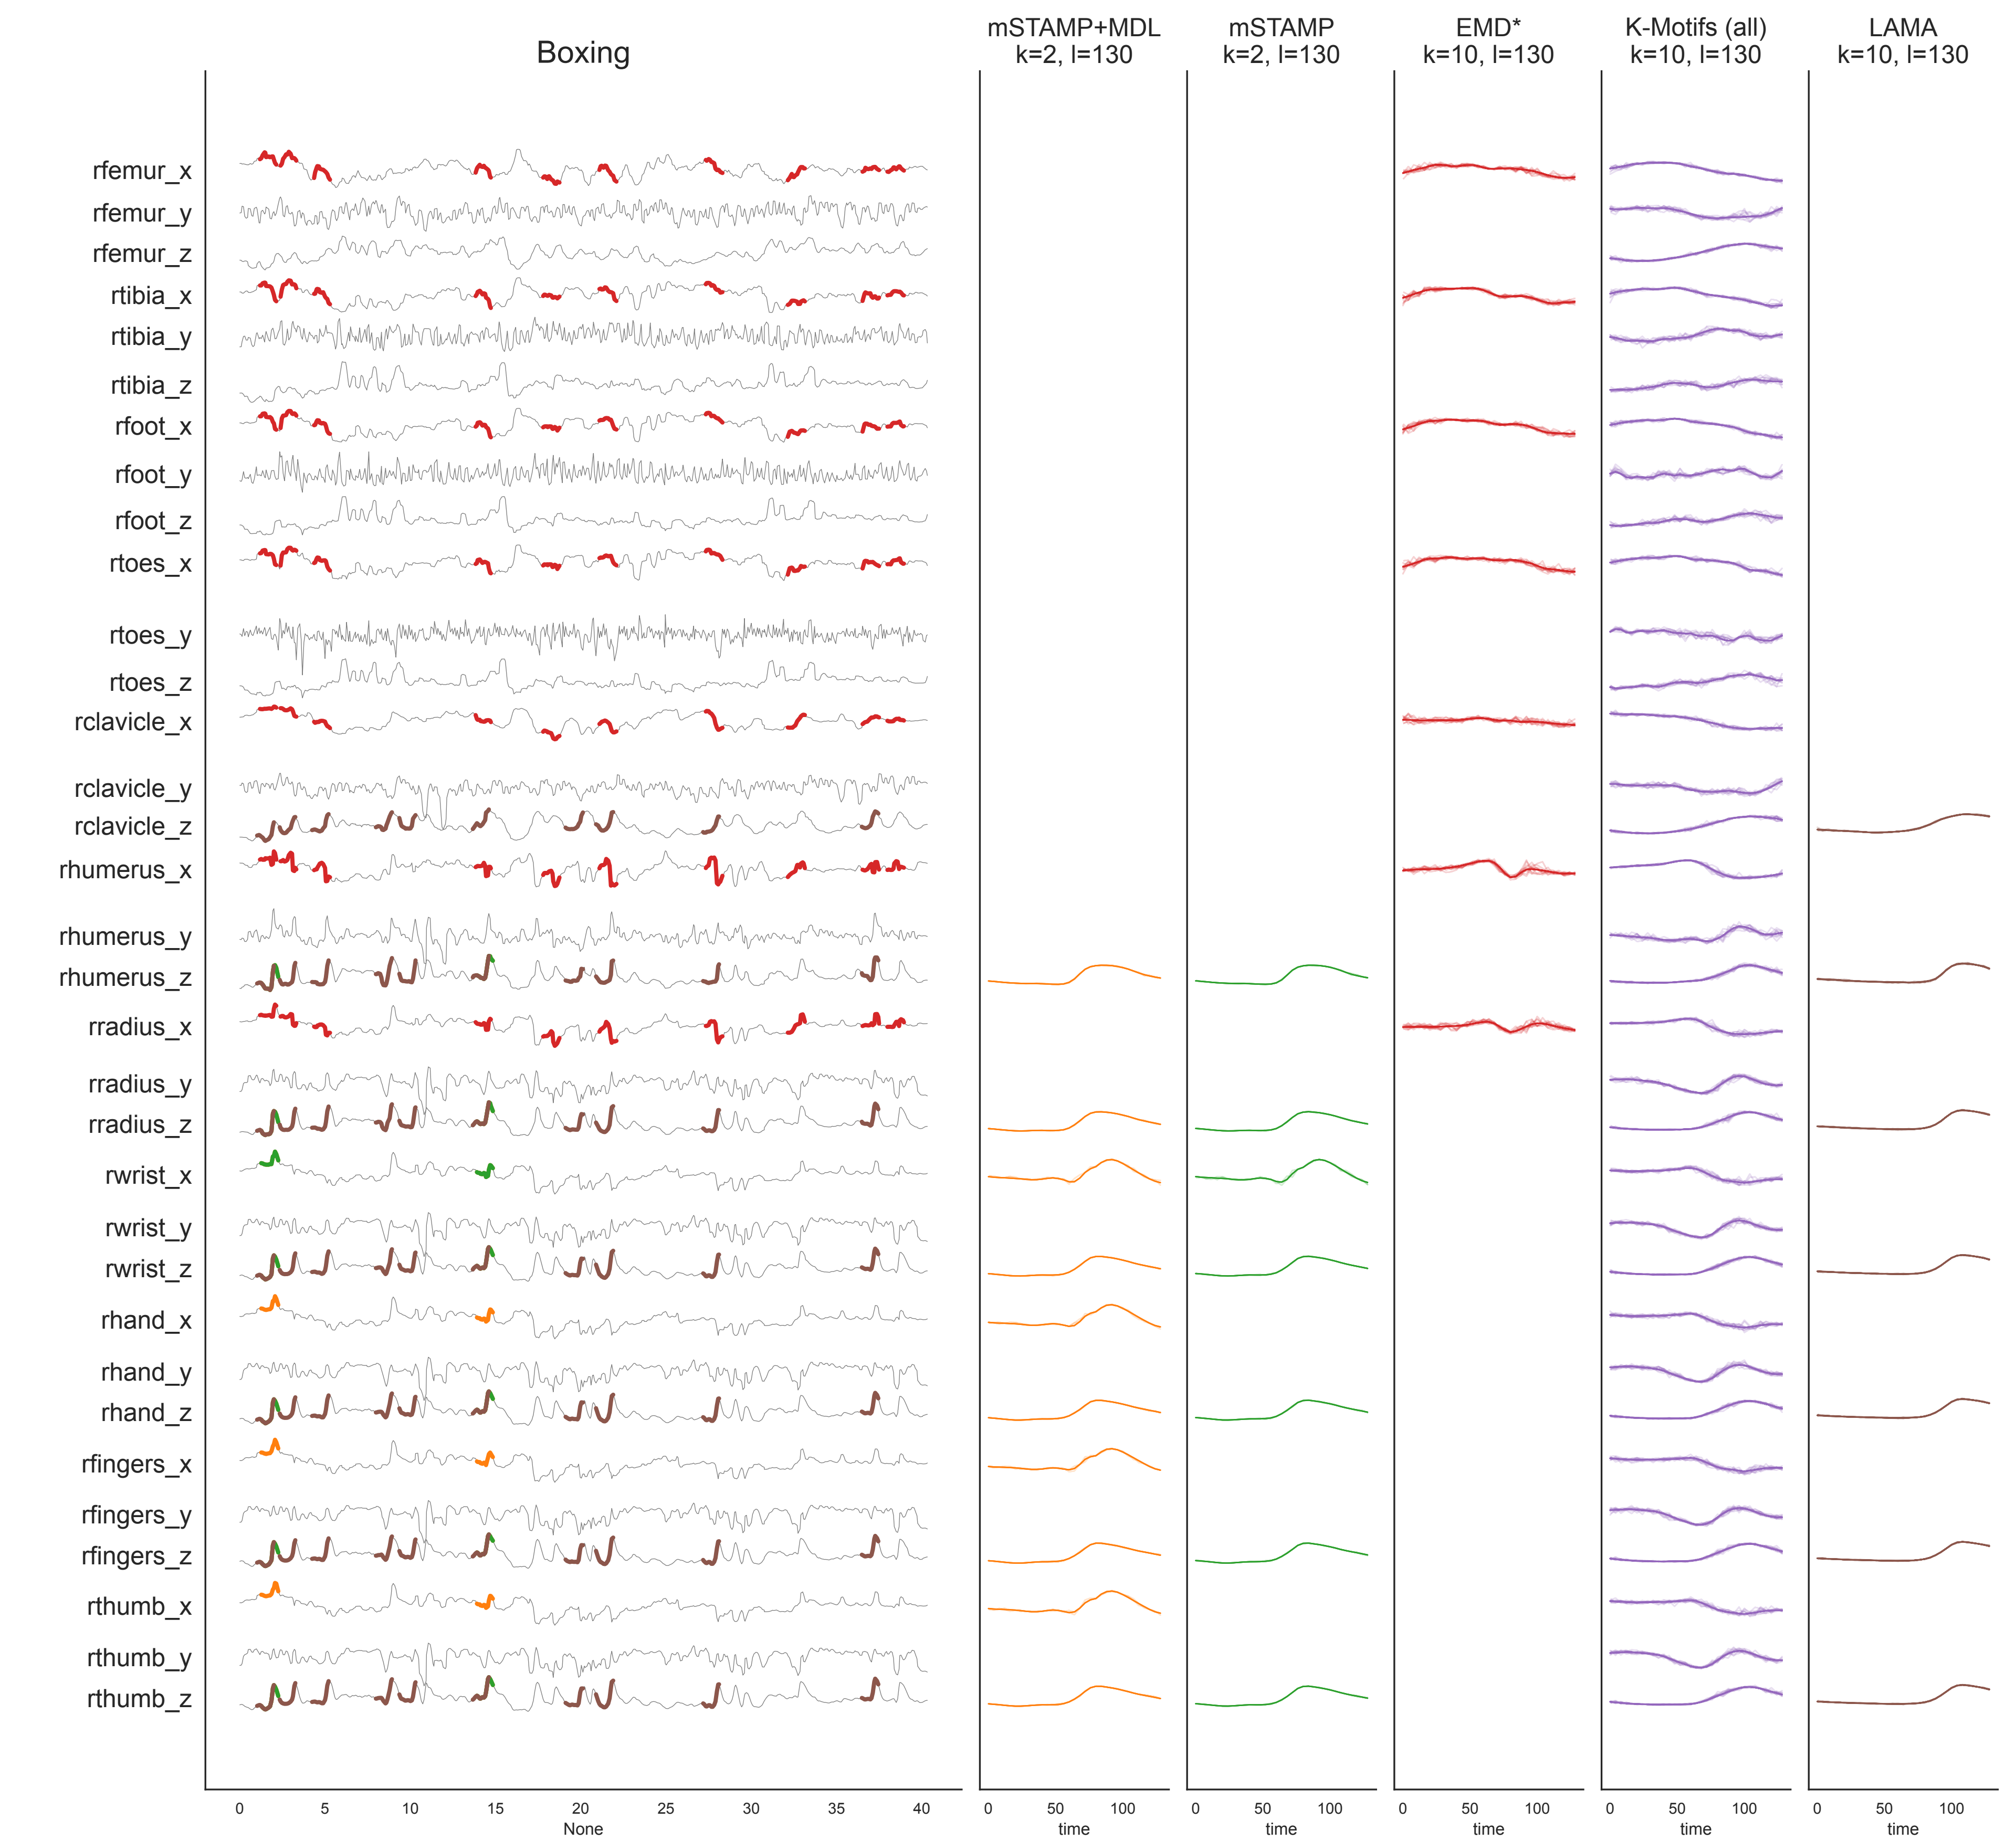 Boxing
mSTAMP+MDL
k=2, l=130
mSTAMP
k=2, l=130
EMD*
k=10, l=130
K-Motifs (all)
k=10, l=130
LAMA
k=10, l=130
rfemur_x
rfemur_y
rfemur_z
rtibia_x
rtibia_y
rtibia_z
rfoot_x
rfoot_y
rfoot_z
rtoes_x
rtoes_y
rtoes_z
rclavicle_x
rclavicle_y
rclavicle_z
rhumerus_x
rhumerus_y
rhumerus_z
rradius_x
rradius_y
rradius_z
rwrist_x
rwrist_y
rwrist_z
rhand_x
rhand_y
rhand_z
rfingers_x
rfingers_y
rfingers_z
rthumb_x
rthumb_y
rthumb_z
0 5 10 15 20 25 30 35 40
None
0 50 100
time
0 50 100
time
0 50 100
time
0 50 100
time
0 50 100
time